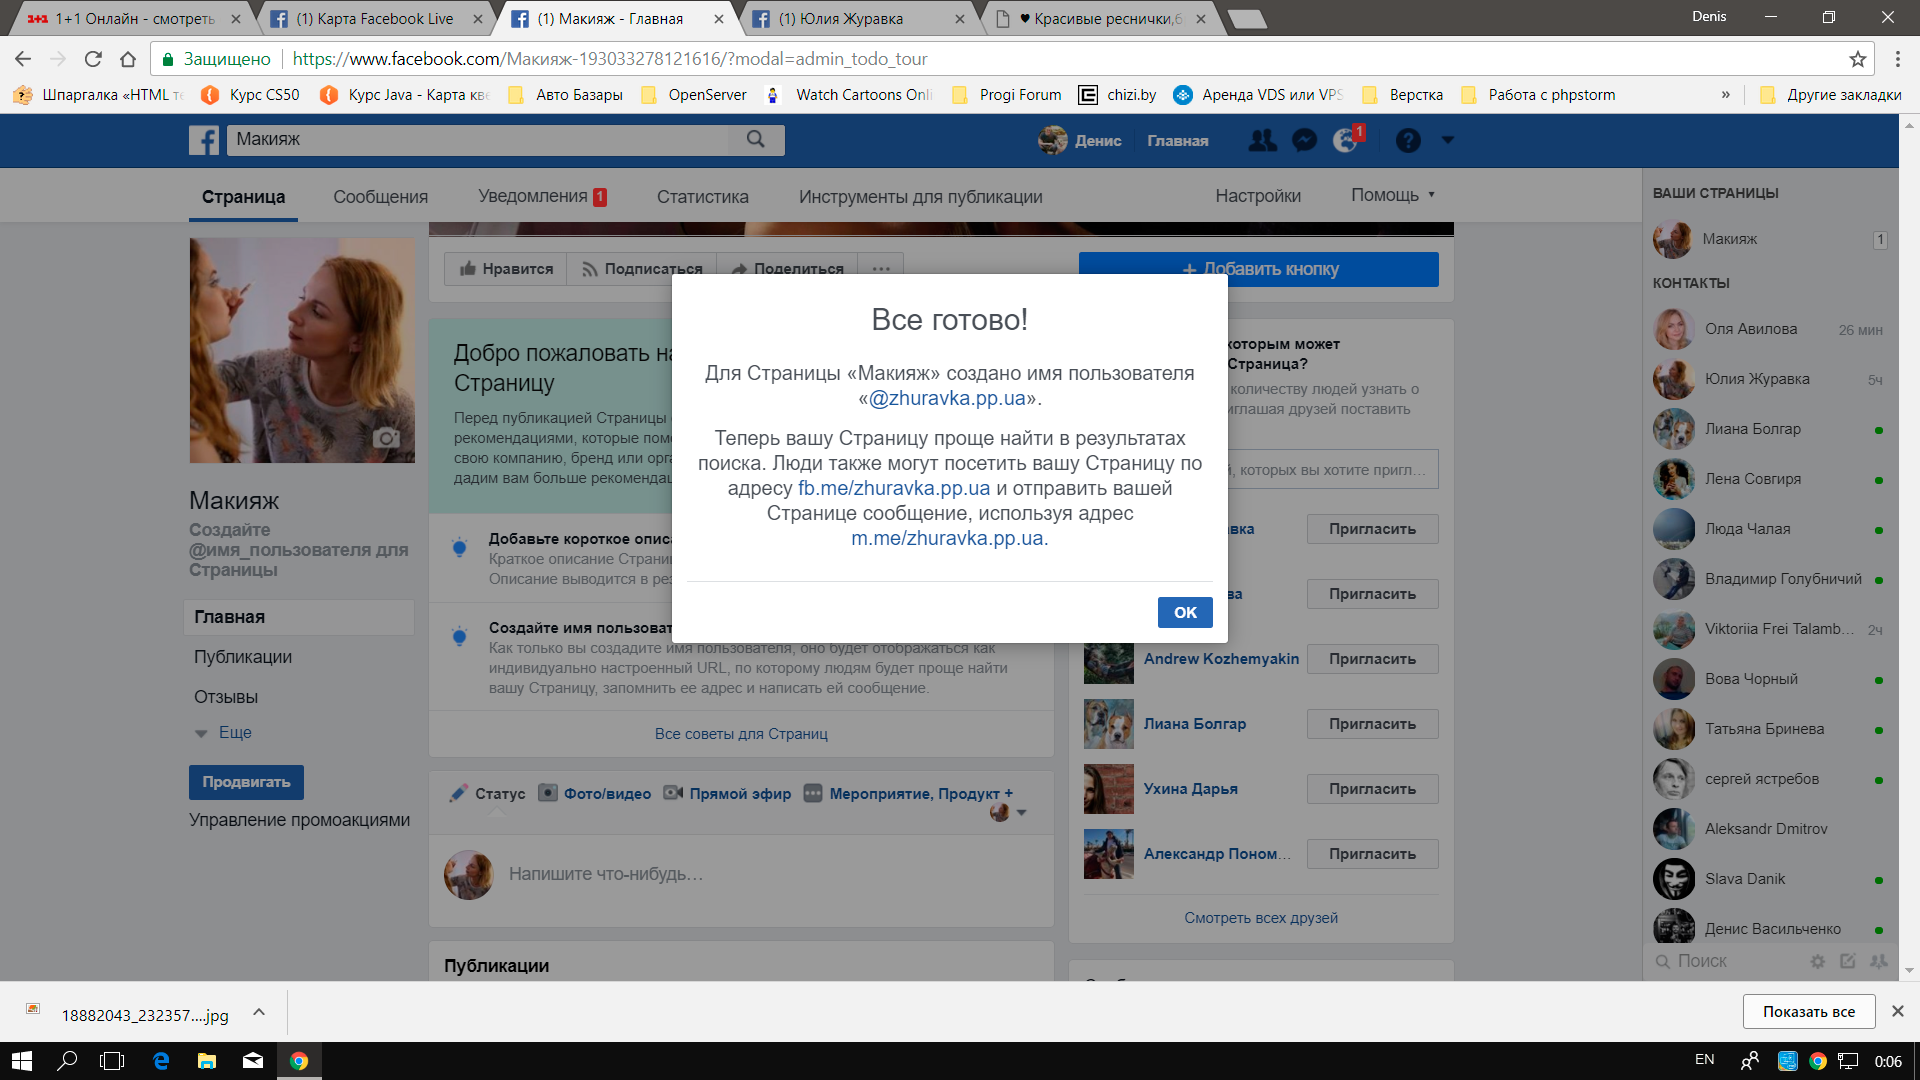 1+1 Онлайн - смотреть
(1) Карта Facebook Live
(1) Макияж - Главная
(1) Юлия Журавка
♥ Красивые реснички,б
Denis
Защищено
https://www.facebook.com/Макияж-193033278121616/?modal=admin_todo_tour
Шпаргалка «HTML те
Курс CS50
Курс Java - Карта кве
Авто Базары
OpenServer
Watch Cartoons Onli
Progi Forum
chizi.by
Аренда VDS или VPS
Верстка
Работа с phpstorm
»
Другие закладки
Макияж
Денис
Главная
1
Страница
Сообщения
Уведомления 1
Статистика
Инструменты для публикации
Настройки
Помощь
Нравится
Подписаться
Поделиться
...
+ Добавить кнопку
Все готово!
Для Страницы «Макияж» создано имя пользователя
«@zhuravka.pp.ua».
Теперь вашу Страницу проще найти в результатах
поиска. Люди также могут посетить вашу Страницу по
адресу fb.me/zhuravka.pp.ua и отправить вашей
Странице сообщение, используя адрес
m.me/zhuravka.pp.ua.
OK
Макияж
Создайте
@имя_пользователя для
Страницы
Главная
Публикации
Отзывы
Еще
Продвигать
Управление промоакциями
Добро пожаловать на
Страницу
Перед публикацией Страницы
рекомендациями, которые пом
свою компанию, бренд или орга
дадим вам больше рекомендац
Добавьте короткое опис
Краткое описание Страни
Описание выводится в рез
Создайте имя пользоват
Как только вы создадите имя пользователя, оно будет отображаться как
индивидуально настроенный URL, по которому людям будет проще найти
вашу Страницу, запомнить ее адрес и написать ей сообщение.
Все советы для Страниц
Статус
Фото/видео
Прямой эфир
Мероприятие, Продукт +
Напишите что-нибудь…
Публикации
которым может
Страница?
количеству людей узнать о
иглашая друзей поставить
й, которых вы хотите пригл…
вка
Пригласить
ва
Пригласить
Andrew Kozhemyakin
Пригласить
Лиана Болгар
Пригласить
Ухина Дарья
Пригласить
Александр Поном…
Пригласить
Смотреть всех друзей
ВАШИ СТРАНИЦЫ
Макияж
1
КОНТАКТЫ
Оля Авилова
26 мин
Юлия Журавка
5ч
Лиана Болгар
Лена Совгиря
Люда Чалая
Владимир Голубничий
Viktoriia Frei Talamb…
2ч
Вова Чорный
Татьяна Бринева
сергей ястребов
Aleksandr Dmitrov
Slava Danik
Денис Васильченко
Поиск
18882043_232357....jpg
Показать все
EN
0:06